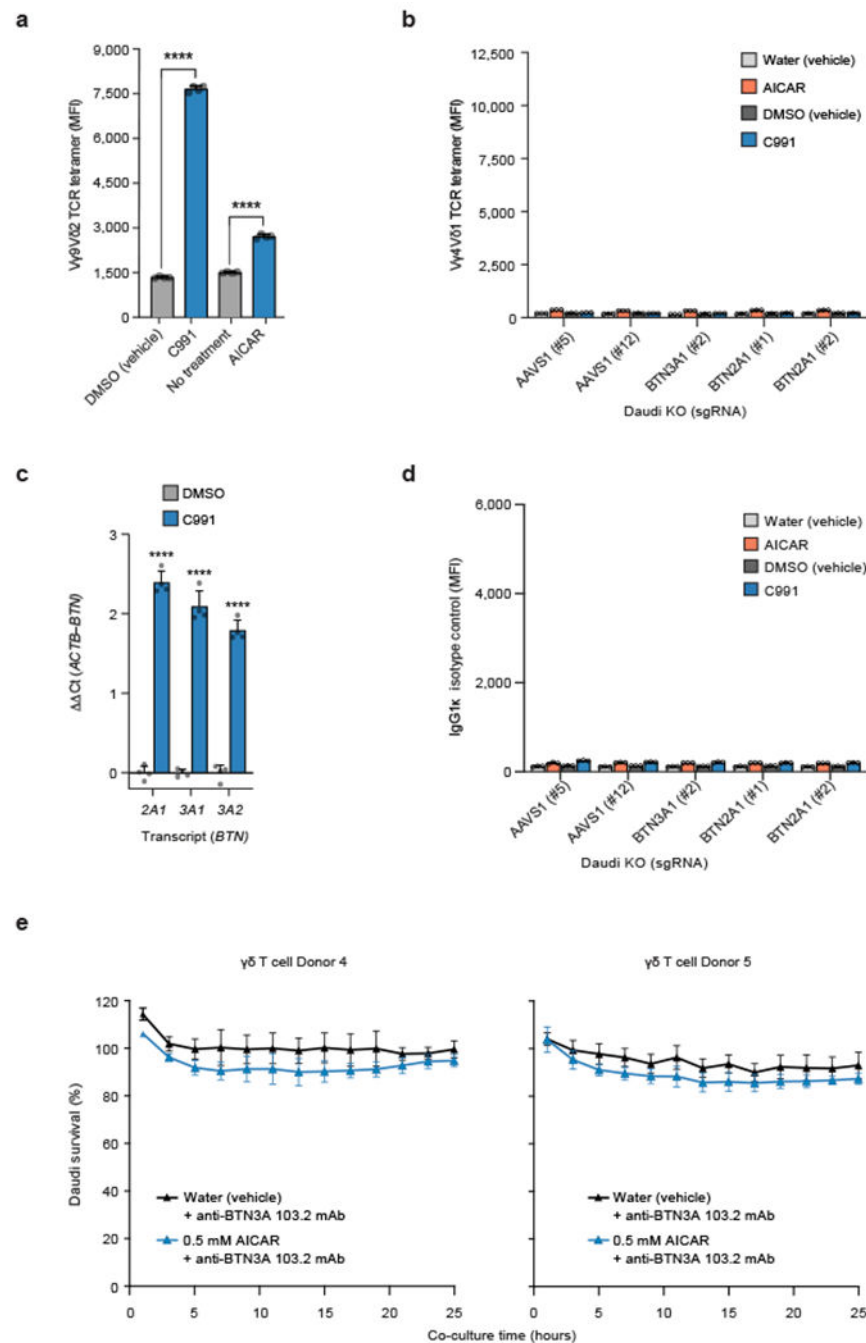 a
9,000
7,500
6,000
4,500
3,000
1,500
0
Vγ9Vδ2 TCR tetramer (MFI)
****
****
DMSO (vehicle)
C991
No treatment
AICAR
b
12,500
10,000
7,500
5,000
2,500
0
Vγ4Vδ1 TCR tetramer (MFI)
Water (vehicle)
AICAR
DMSO (vehicle)
C991
AAVS1 (#5)
AAVS1 (#12)
BTN3A1 (#2)
BTN2A1 (#1)
BTN2A1 (#2)
Daudi KO (sgRNA)
c
DMSO
C991
3
2
1
0
ΔΔCt (ACTB–BTN)
****
****
****
2A1
3A1
3A2
Transcript (BTN)
d
6,000
4,000
2,000
0
IgG1κ isotype control (MFI)
Water (vehicle)
AICAR
DMSO (vehicle)
C991
AAVS1 (#5)
AAVS1 (#12)
BTN3A1 (#2)
BTN2A1 (#1)
BTN2A1 (#2)
Daudi KO (sgRNA)
e
γδ T cell Donor 4
120
100
80
60
40
20
0
Daudi survival (%)
Water (vehicle)
+ anti-BTN3A 103.2 mAb
0.5 mM AICAR
+ anti-BTN3A 103.2 mAb
0 5 10 15 20 25
γδ T cell Donor 5
Water (vehicle)
+ anti-BTN3A 103.2 mAb
0.5 mM AICAR
+ anti-BTN3A 103.2 mAb
0 5 10 15 20 25
Co-culture time (hours)